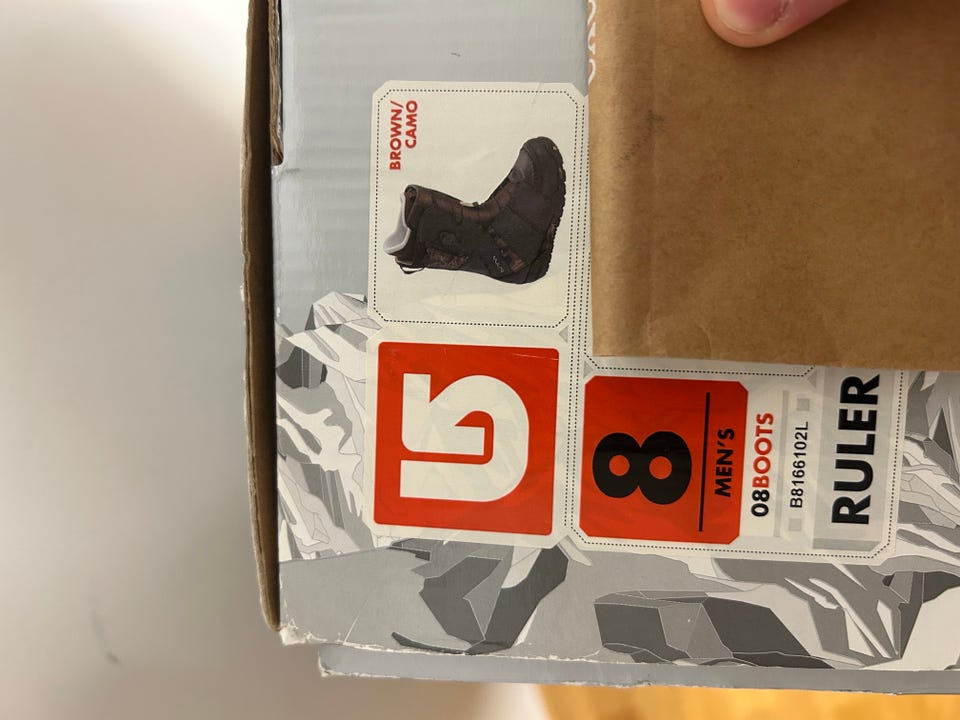 BROWN/
CAMO
8
MEN'S
08BOOTS
B8166102L
RULER